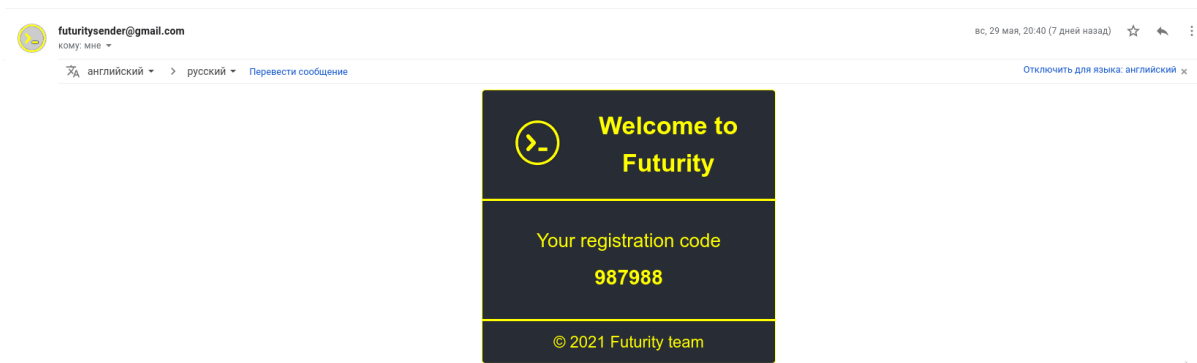 futuritysender@gmail.com
вс, 29 мая, 20:40 (7 дней назад)
кому: мне
английский > русский Перевести сообщение
Отключить для языка: английский ×
Welcome to
Futurity
Your registration code
987988
© 2021 Futurity team